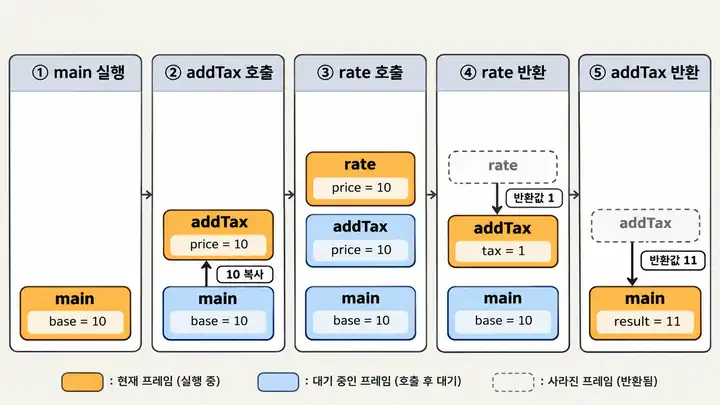 ① main 실행
main
base = 10
② addTax 호출
addTax
price = 10
10 복사
main
base = 10
③ rate 호출
rate
price = 10
addTax
price = 10
main
base = 10
④ rate 반환
rate
반환값 1
addTax
tax = 1
main
base = 10
⑤ addTax 반환
addTax
반환값 11
main
result = 11
: 현재 프레임 (실행 중)
: 대기 중인 프레임 (호출 후 대기)
: 사라진 프레임 (반환됨)